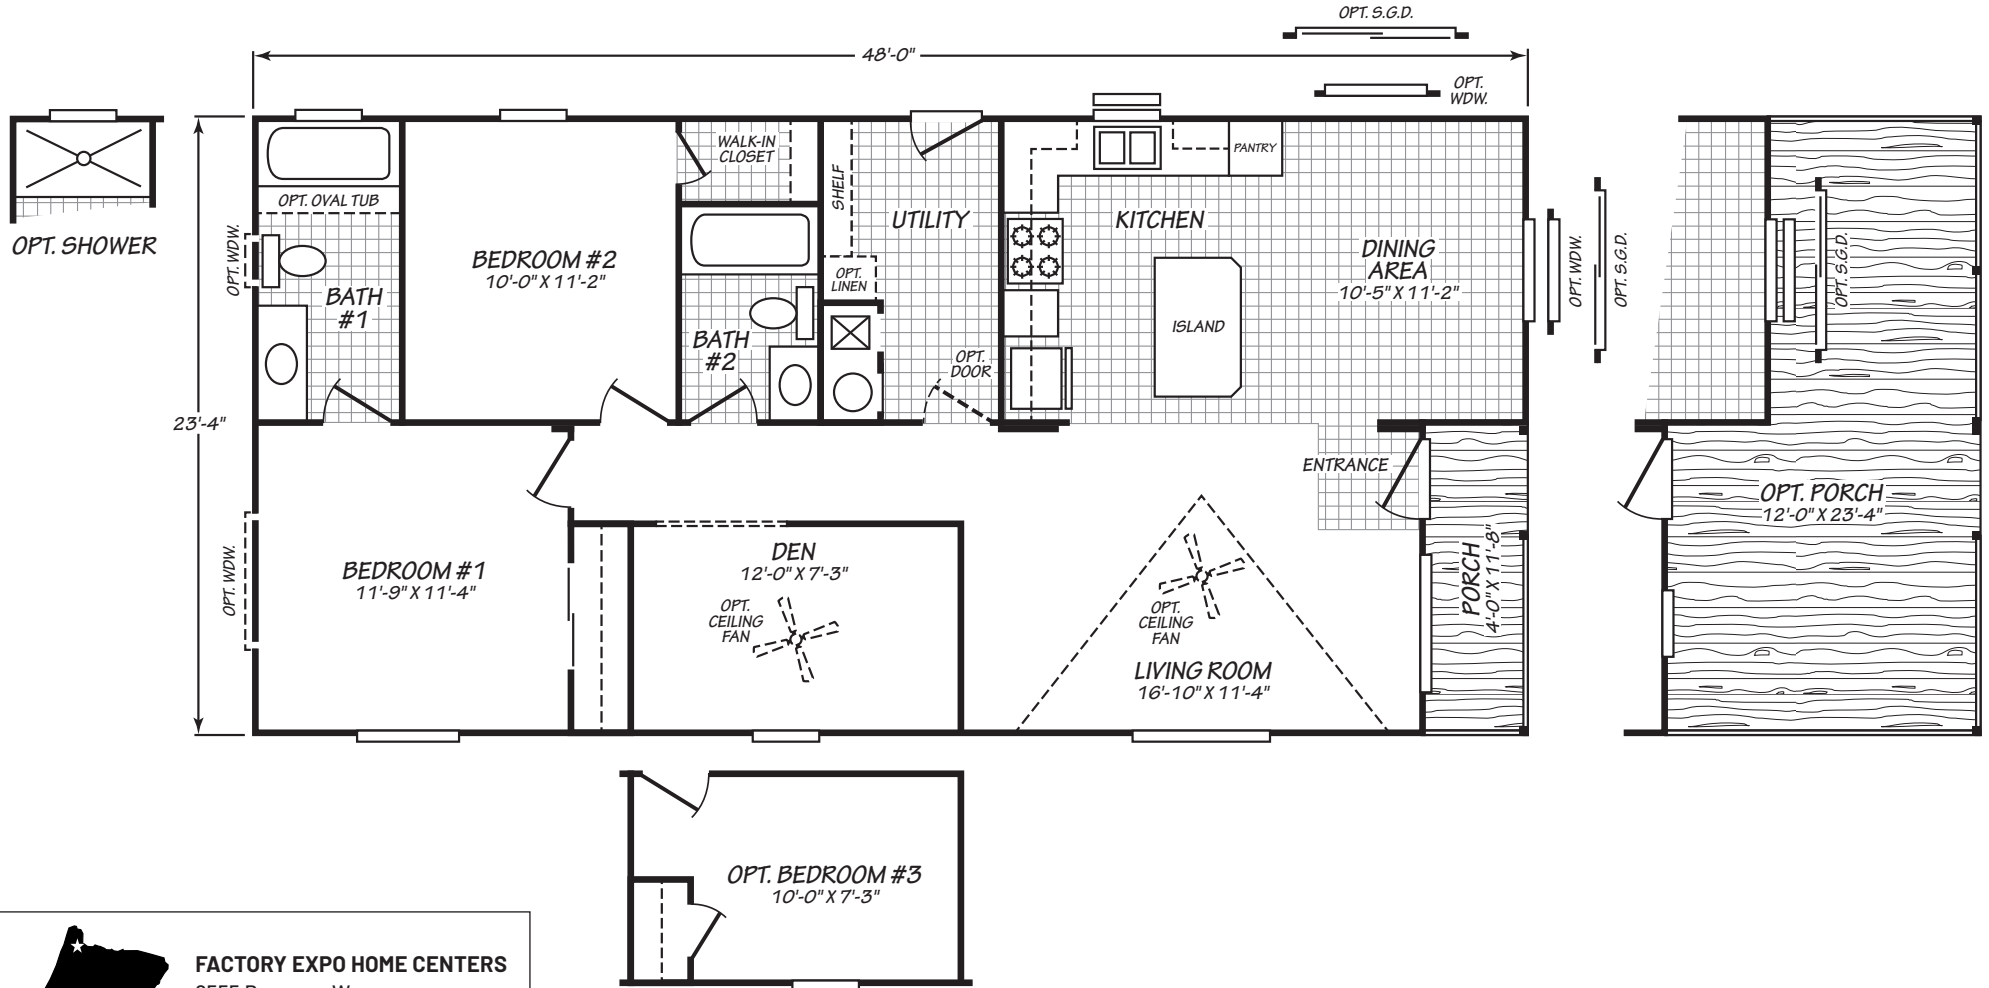 OPT. S.G.D.
48'-0"
OPT.
WDW.
OPT. SHOWER
OPT. OVAL TUB
OPT. WDW.
BATH
#1
BEDROOM #2
10'-0" X 11'-2"
WALK-IN
CLOSET
BATH
#2
SHELF
OPT.
LINEN
UTILITY
OPT.
DOOR
KITCHEN
PANTRY
ISLAND
DINING
AREA
10'-5" X 11'-2"
OPT. WDW.
OPT. S.G.D.
OPT. S.G.D.
23'-4"
OPT. WDW.
BEDROOM #1
11'-9" X 11'-4"
DEN
12'-0" X 7'-3"
OPT.
CEILING
FAN
OPT.
CEILING
FAN
LIVING ROOM
16'-10" X 11'-4"
ENTRANCE
PORCH
4'-0" X 11'-8"
OPT. PORCH
12'-0" X 23'-4"
OPT. BEDROOM #3
10'-0" X 7'-3"
FACTORY EXPO HOME CENTERS